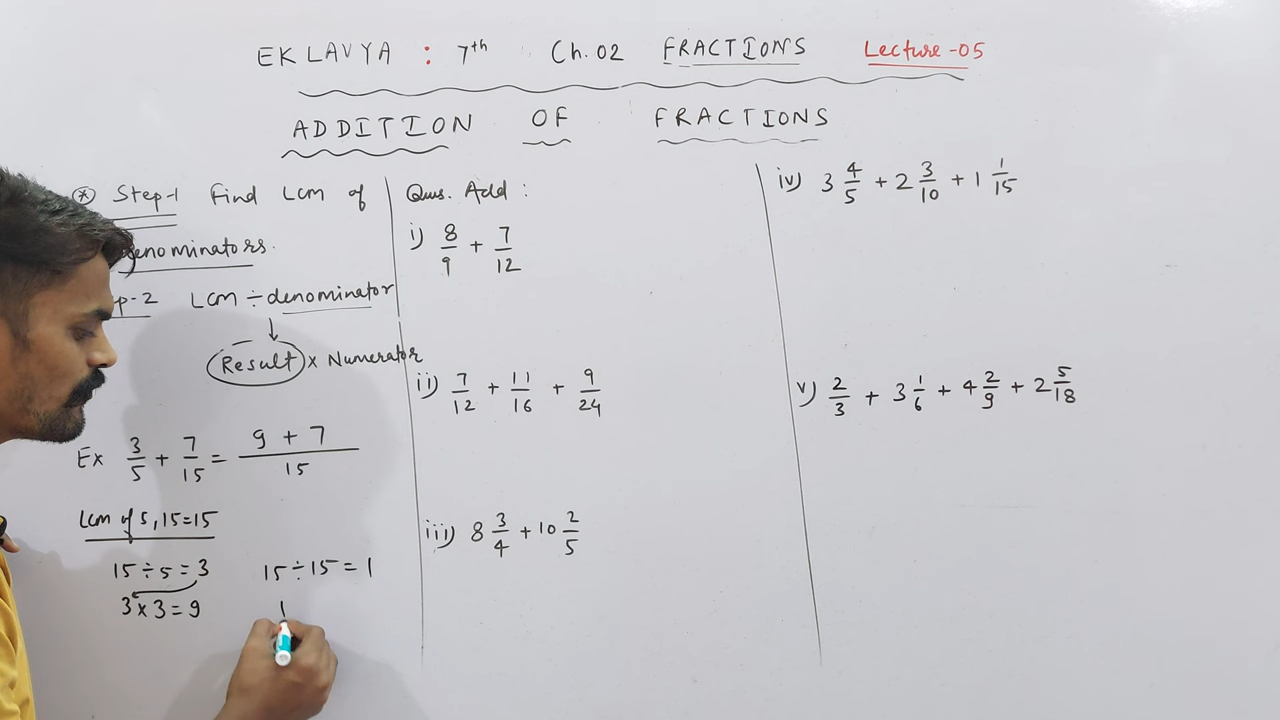 EKLAVYA : 7th Ch.02 FRACTIONS Lecture-05
ADDITION OF FRACTIONS
* Step-1 Find LCM of
denominators.
p-2 LCM ÷ denominator
↓
Result × Numerator
Ex 3/5 + 7/15 = 9 + 7/15
LCM of 5, 15 = 15
15 ÷ 5 = 3 15 ÷ 15 = 1
3 × 3 = 9 1
Ques. Add :
i) 8/9 + 7/12
ii) 7/12 + 11/16 + 9/24
iii) 8 3/4 + 10 2/5
iv) 3 4/5 + 2 3/10 + 1 1/15
v) 2/3 + 3 1/6 + 4 2/9 + 2 5/18